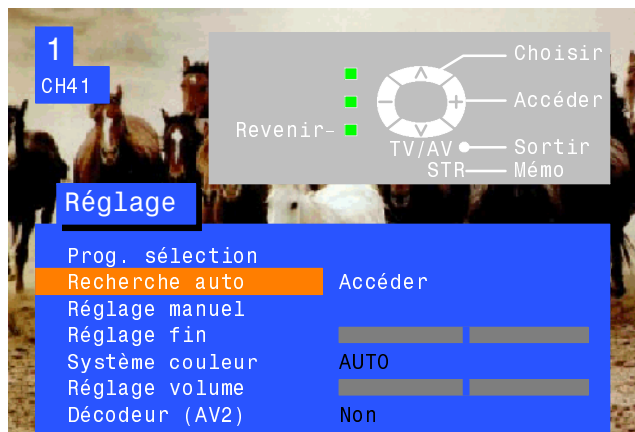 1
CH41
Choisir
Accéder
Revenir
TV/AV Sortir
STR Mémo
Réglage
Prog. sélection
Recherche auto Accéder
Réglage manuel
Réglage fin
Système couleur AUTO
Réglage volume
Décodeur (AV2) Non